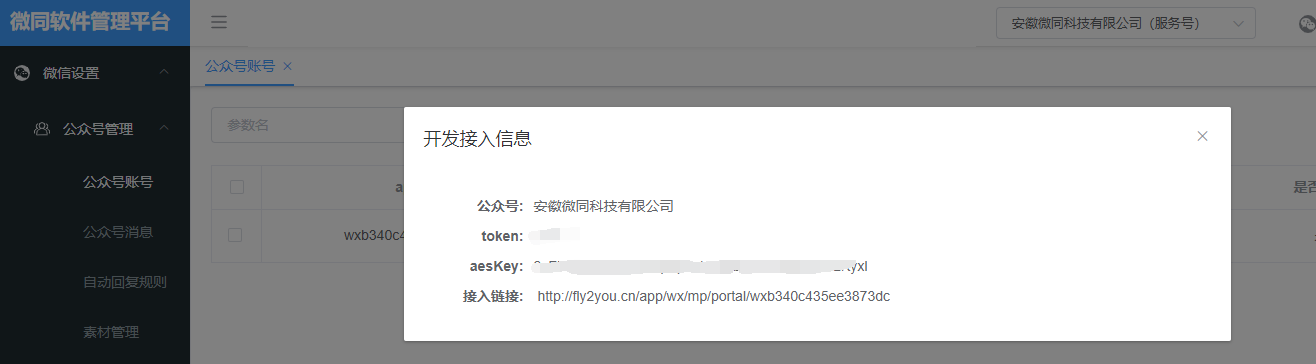 微同软件管理平台
安徽微同科技有限公司（服务号）
微信设置
公众号账号
公众号管理
参数名
开发接入信息
公众号账号
公众号: 安徽微同科技有限公司
是否
公众号消息
token:
wxb340c4
aesKey:
yxI
自动回复规则
接入链接: http://fly2you.cn/app/wx/mp/portal/wxb340c435ee3873dc
素材管理